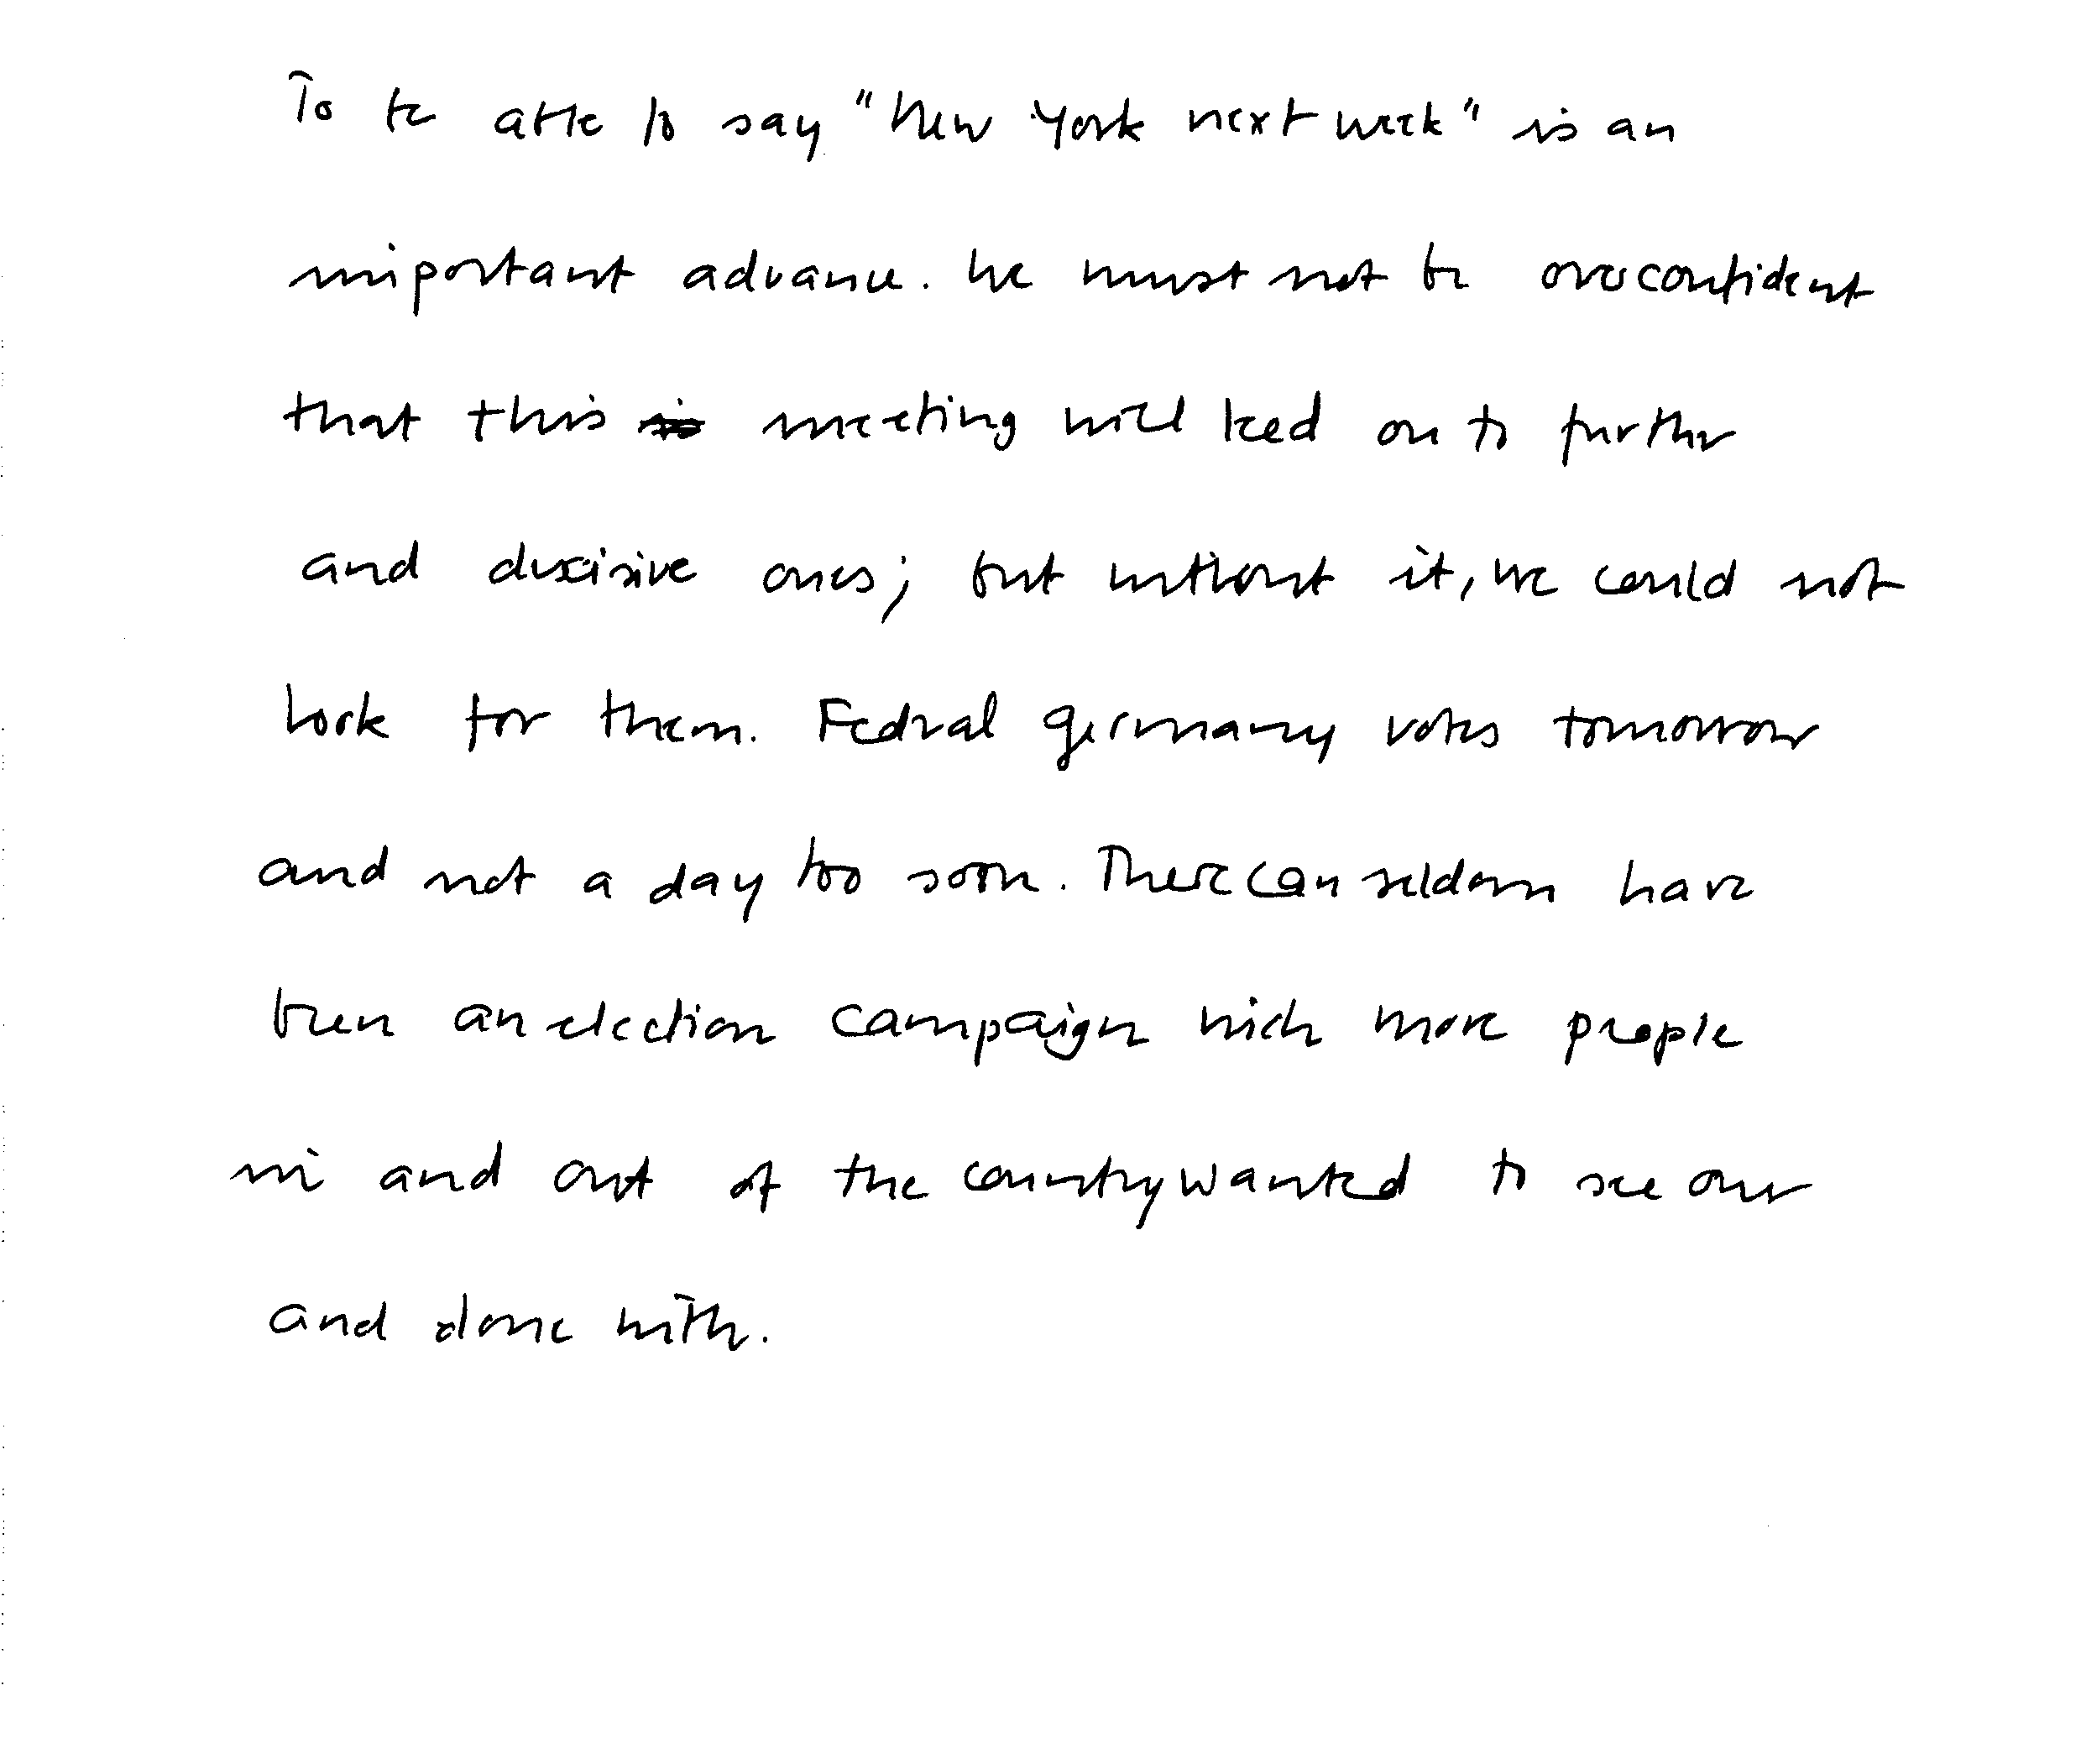 To be able to say "New York next week" is an
important advance. We must not be overconfident
that this meeting will lead on to further
and decisive ones; but without it, we could not
look for them. Federal Germany votes tomorrow
and not a day too soon. There can seldom have
been an election campaign wich more people
in and out of the country wanted to see over
and done with.